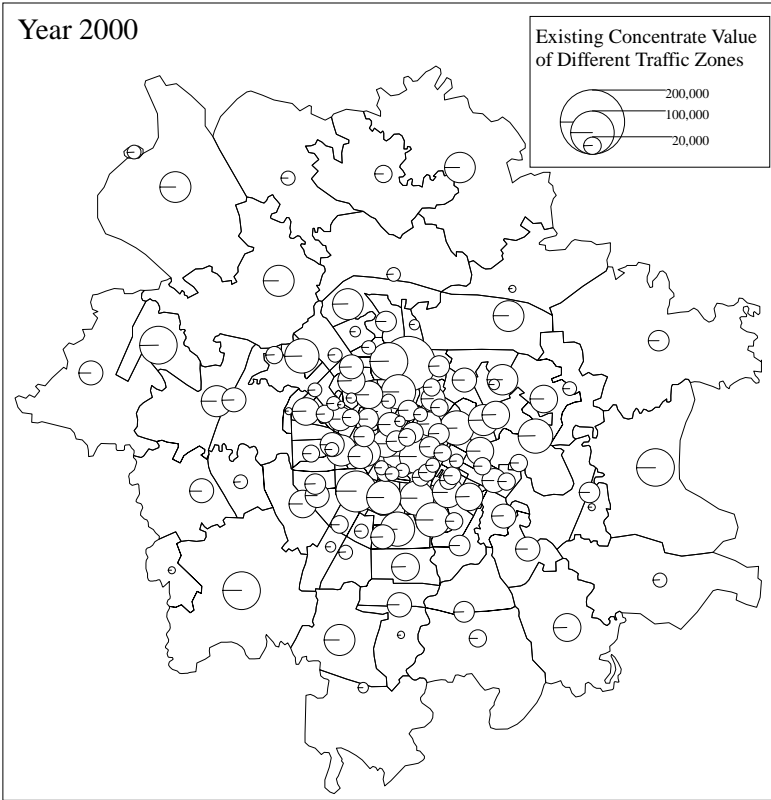 Year 2000
Existing Concentrate Value
of Different Traffic Zones
200,000
100,000
20,000